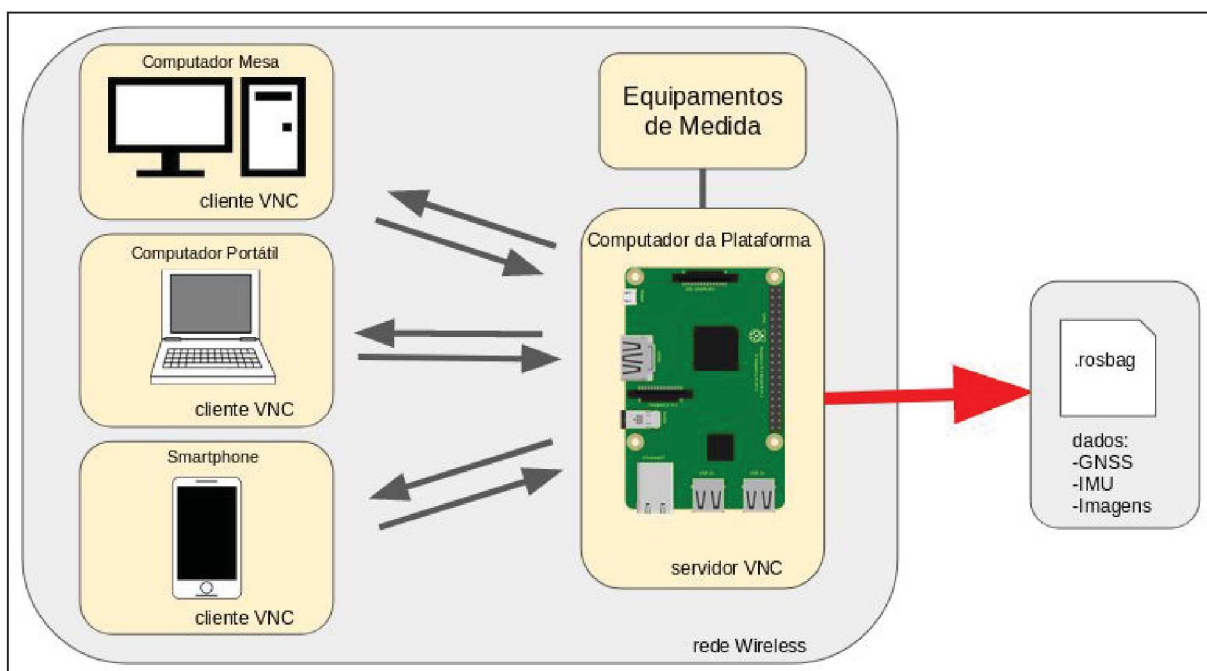 Computador Mesa
cliente VNC
Computador Portátil
cliente VNC
Smartphone
cliente VNC
Equipamentos
de Medida
Computador da Plataforma
servidor VNC
rede Wireless
.rosbag
dados:
-GNSS
-IMU
-Imagens